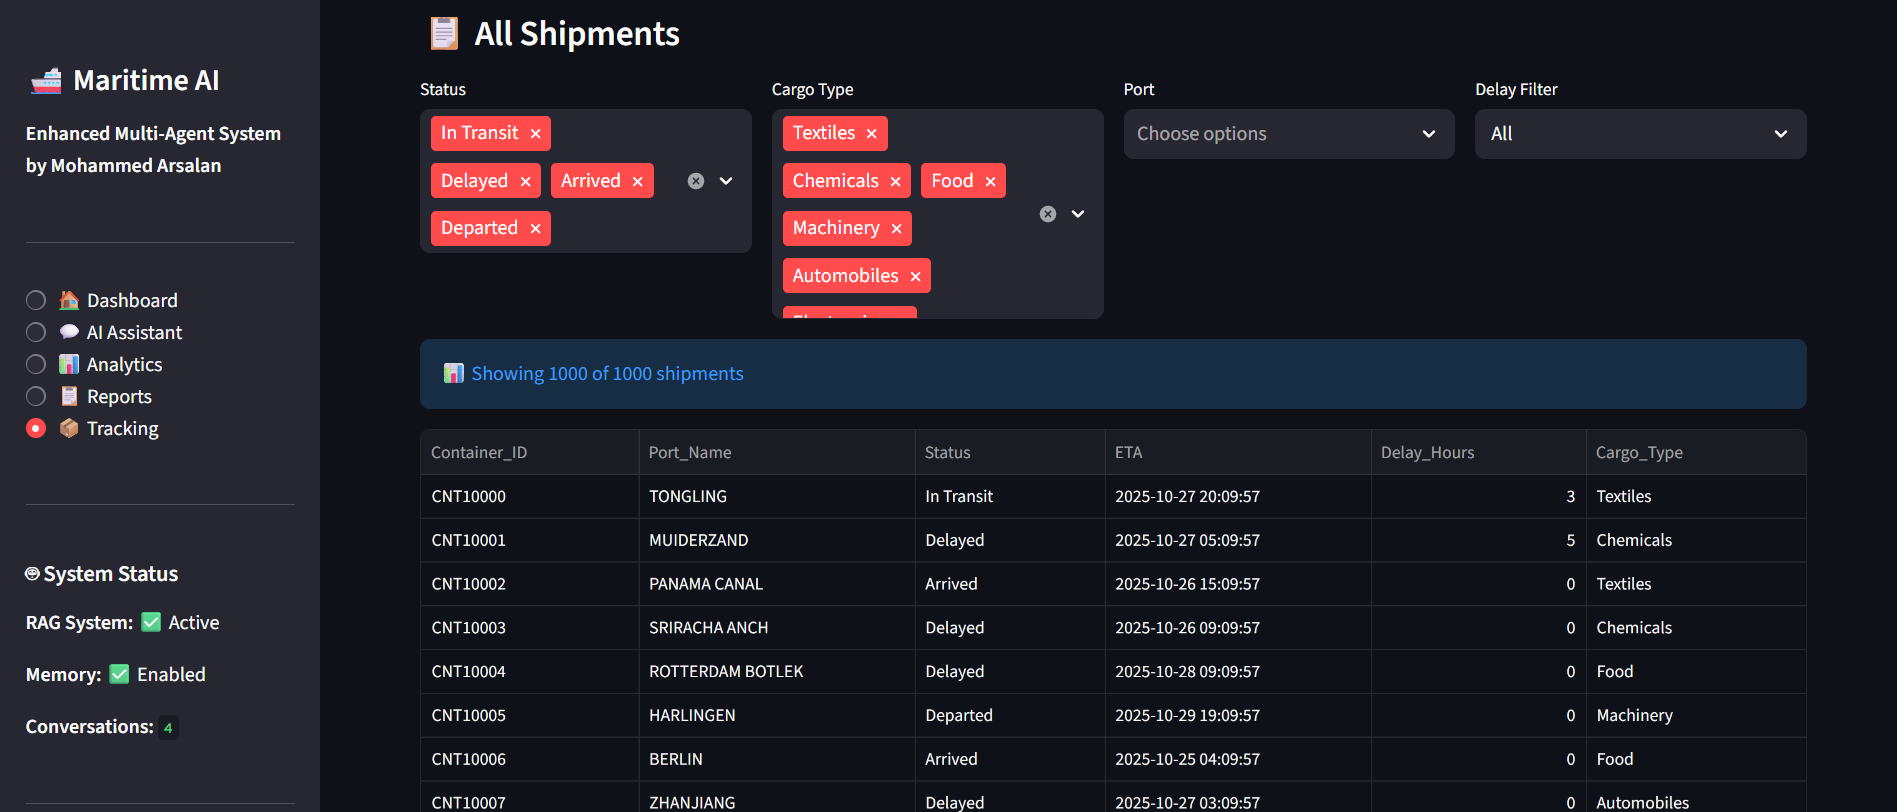 Maritime AI
Enhanced Multi-Agent System
by Mohammed Arsalan
Dashboard
AI Assistant
Analytics
Reports
Tracking
System Status
RAG System: ✅ Active
Memory: ✅ Enabled
Conversations: 4
All Shipments
Status
In Transit ×
Delayed × Arrived ×
Departed ×
Cargo Type
Textiles ×
Chemicals × Food ×
Machinery ×
Automobiles ×
Port
Choose options
Delay Filter
All
Showing 1000 of 1000 shipments
Container_ID Port_Name Status ETA Delay_Hours Cargo_Type
CNT10000 TONGLING In Transit 2025-10-27 20:09:57 3 Textiles
CNT10001 MUIDERZAND Delayed 2025-10-27 05:09:57 5 Chemicals
CNT10002 PANAMA CANAL Arrived 2025-10-26 15:09:57 0 Textiles
CNT10003 SRIRACHA ANCH Delayed 2025-10-26 09:09:57 0 Chemicals
CNT10004 ROTTERDAM BOTLEK Delayed 2025-10-28 09:09:57 0 Food
CNT10005 HARLINGEN Departed 2025-10-29 19:09:57 0 Machinery
CNT10006 BERLIN Arrived 2025-10-25 04:09:57 0 Food
CNT10007 ZHANJIANG Delayed 2025-10-27 03:09:57 0 Automobiles